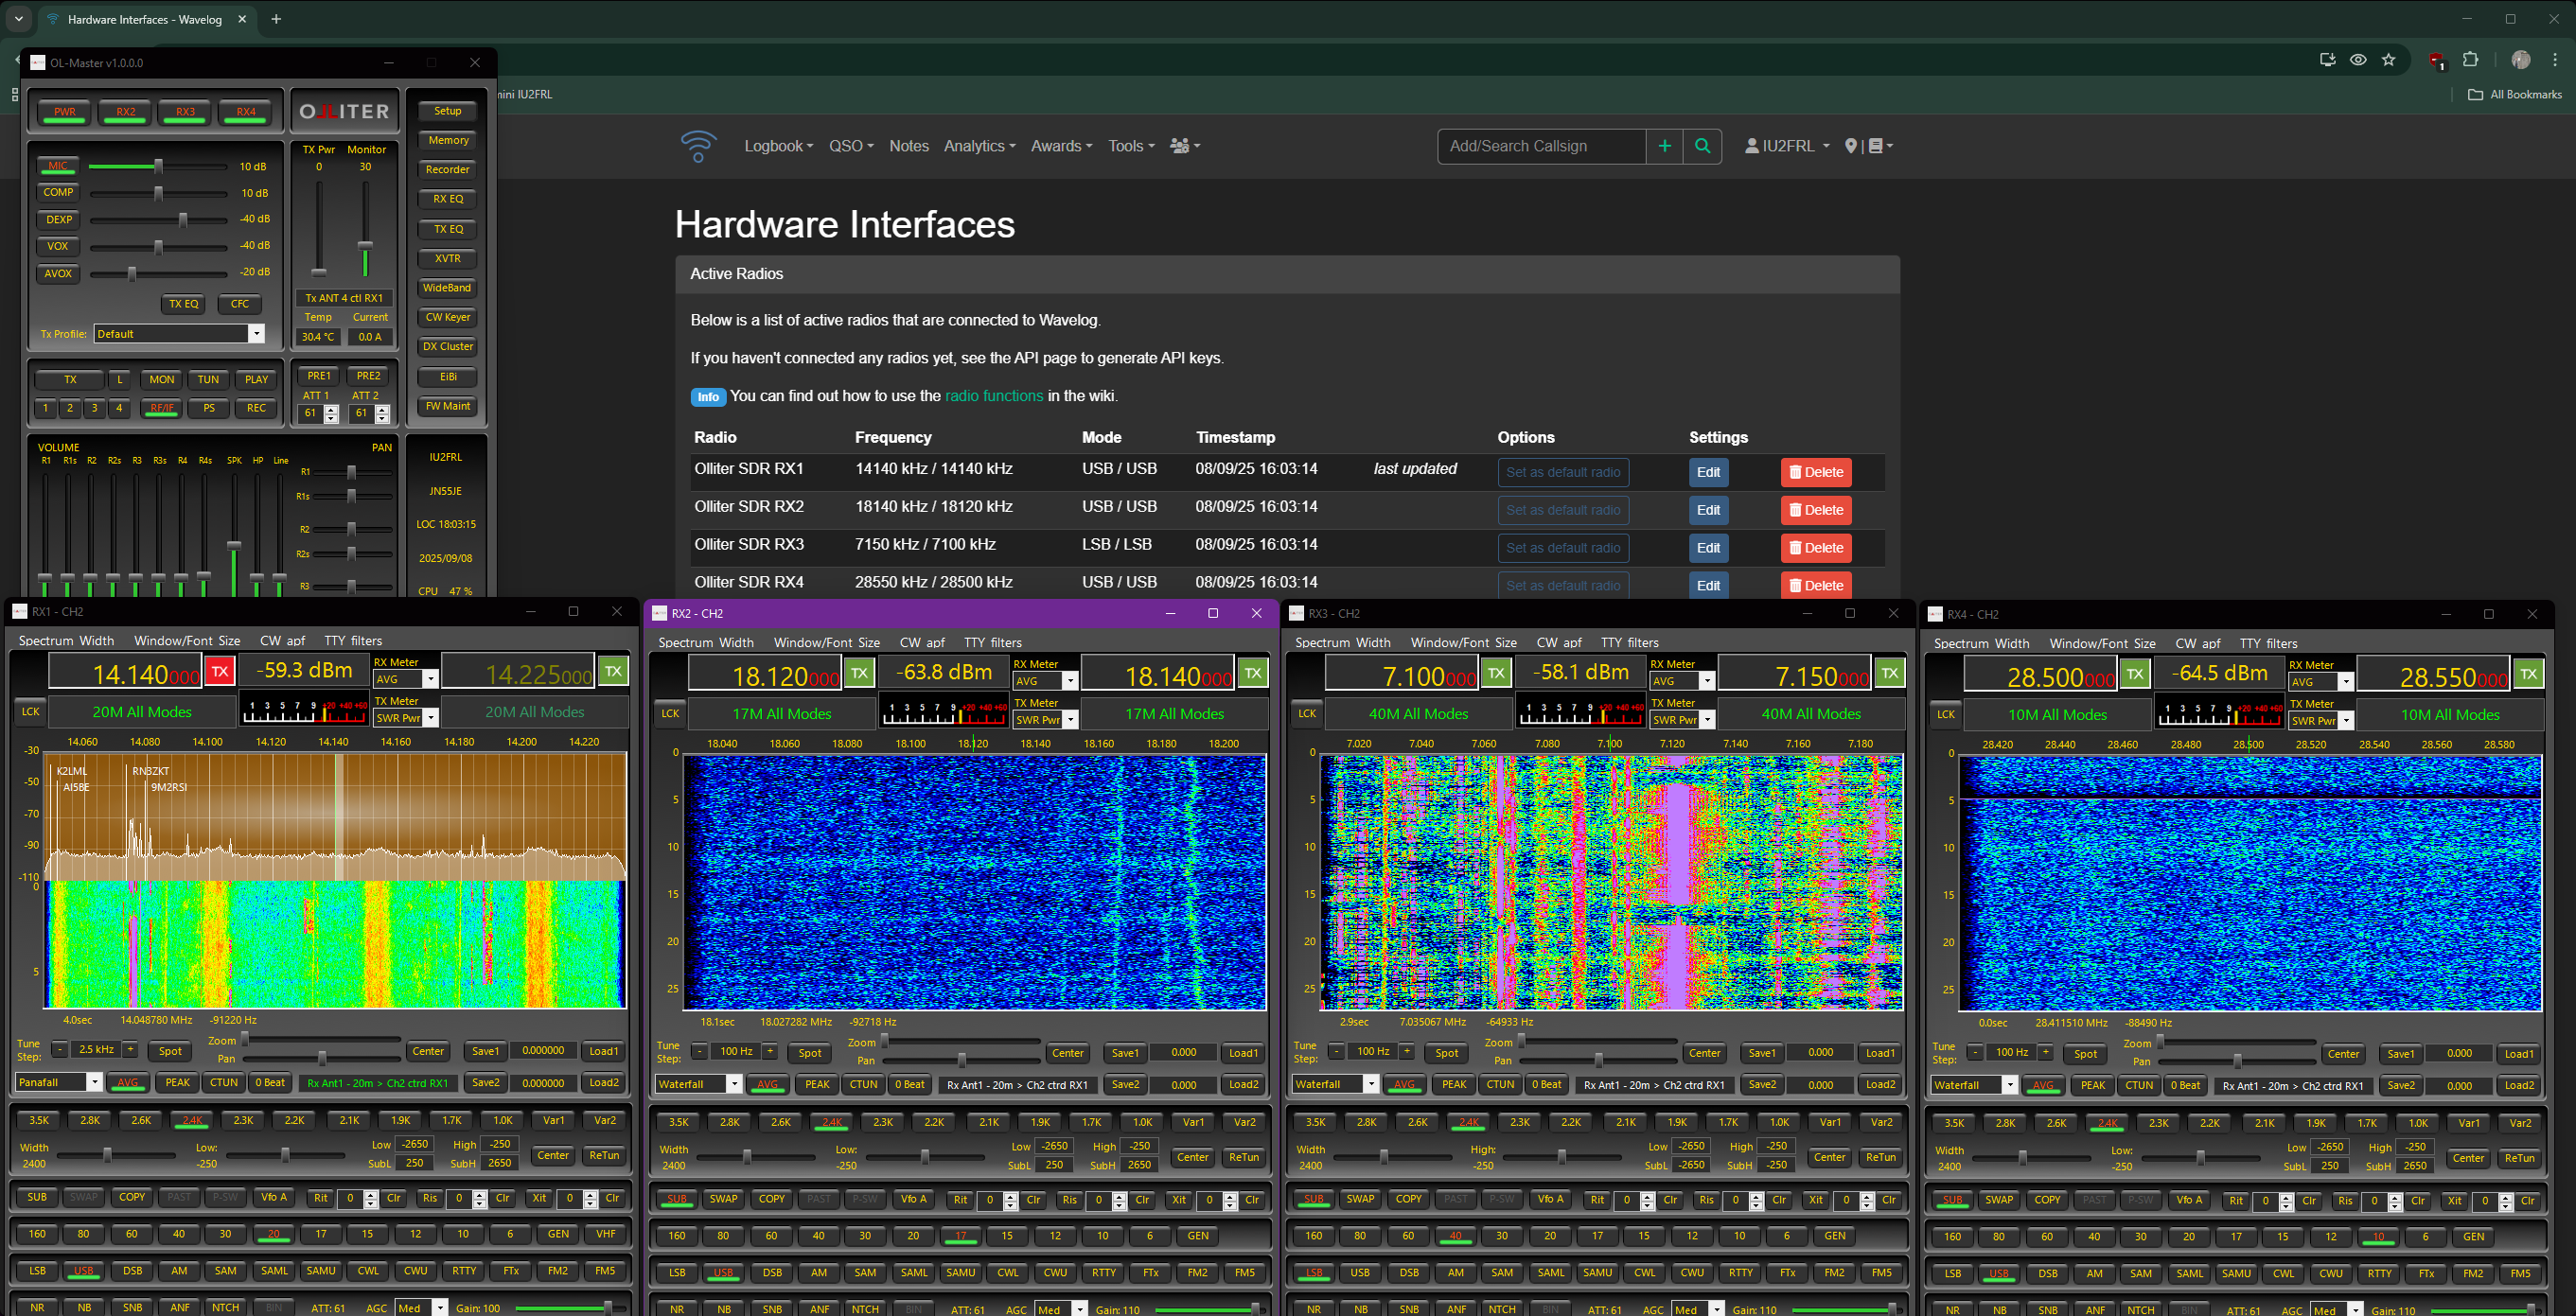 Hardware Interfaces - Wavelog
OL-Master v1.0.0.0
mini IU2FRL
All Bookmarks
PWR RX2 RX3 RX4
OLLITER
Setup
Memory
Recorder
RX EQ
TX EQ
XVTR
WideBand
CW Keyer
DX Cluster
EiBi
FW Maint
MIC 10 dB
COMP 10 dB
DEXP -40 dB
VOX -40 dB
AVOX -20 dB
TX EQ CFC
Tx Profile: Default
TX Pwr Monitor
0 30
Tx ANT 4 ctl RX1
Temp Current
30.4 °C 0.0 A
TX L MON TUN PLAY
1 2 3 4 RF/IF PS REC
PRE1 PRE2
ATT 1 ATT 2
61 61
VOLUME PAN
R1 R1s R2 R2s R3 R3s R4 R4s SPK HP Line
R1
R1s
R2
R2s
R3
IU2FRL
JN55JE
LOC 18:03:15
2025/09/08
CPU 47 %
Logbook QSO Notes Analytics Awards Tools
Add/Search Callsign
IU2FRL
Hardware Interfaces
Active Radios
Below is a list of active radios that are connected to Wavelog.
If you haven't connected any radios yet, see the API page to generate API keys.
Info You can find out how to use the radio functions in the wiki.
Radio Frequency Mode Timestamp Options Settings
Olliter SDR RX1 14140 kHz / 14140 kHz USB / USB 08/09/25 16:03:14 last updated Set as default radio Edit Delete
Olliter SDR RX2 18140 kHz / 18120 kHz USB / USB 08/09/25 16:03:14 Set as default radio Edit Delete
Olliter SDR RX3 7150 kHz / 7100 kHz LSB / LSB 08/09/25 16:03:14 Set as default radio Edit Delete
Olliter SDR RX4 28550 kHz / 28500 kHz USB / USB 08/09/25 16:03:14 Set as default radio Edit Delete
RX1 - CH2
Spectrum Width Window/Font Size CW apf TTY filters
14.140000 TX -59.3 dBm RX Meter AVG 14.225000 TX
LCK 20M All Modes 1 3 5 7 9 +20 +40 +60 TX Meter SWR Pwr 20M All Modes
14.060 14.080 14.100 14.120 14.140 14.160 14.180 14.200 14.220
-30
-50
-70
-90
-110
0
5
K2LML RN3ZKT
AI5BE 9M2RSI
4.0sec 14.048780 MHz -91220 Hz
Tune Step: - 2.5 kHz + Spot Zoom Pan Center Save1 0.000000 Load1
Panafall AVG PEAK CTUN 0 Beat Rx Ant1 - 20m > Ch2 ctrd RX1 Save2 0.000000 Load2
3.5K 2.8K 2.6K 2.4K 2.3K 2.2K 2.1K 1.9K 1.7K 1.0K Var1 Var2
Width Low: Low -2650 High -250 Center ReTun
2400 -250 SubL 250 SubH 2650
SUB SWAP COPY PAST P-SW Vfo A Rit 0 Clr Ris 0 Clr Xit 0 Clr
160 80 60 40 30 20 17 15 12 10 6 GEN VHF
LSB USB DSB AM SAM SAML SAMU CWL CWU RTTY FTx FM2 FM5
NR NB SNB ANF NTCH BIN ATT: 61 AGC Med Gain: 100
RX2 - CH2
Spectrum Width Window/Font Size CW apf TTY filters
18.120000 TX -63.8 dBm RX Meter AVG 18.140000 TX
LCK 17M All Modes 1 3 5 7 9 +20 +40 +60 TX Meter SWR Pwr 17M All Modes
18.040 18.060 18.080 18.100 18.120 18.140 18.160 18.180 18.200
0
5
10
15
20
25
18.1sec 18.027282 MHz -92718 Hz
Tune Step: - 100 Hz + Spot Zoom Pan Center Save1 0.000 Load1
Waterfall AVG PEAK CTUN 0 Beat Rx Ant1 - 20m > Ch2 ctrd RX1 Save2 0.000 Load2
3.5K 2.8K 2.6K 2.4K 2.3K 2.2K 2.1K 1.9K 1.7K 1.0K Var1 Var2
Width Low: Low -2650 High -250 Center ReTun
2400 -250 SubL 250 SubH 2650
SUB SWAP COPY PAST P-SW Vfo A Rit 0 Clr Ris 0 Clr Xit 0 Clr
160 80 60 40 30 20 17 15 12 10 6 GEN
LSB USB DSB AM SAM SAML SAMU CWL CWU RTTY FTx FM2 FM5
NR NB SNB ANF NTCH BIN ATT: 61 AGC Med Gain: 110
RX3 - CH2
Spectrum Width Window/Font Size CW apf TTY filters
7.100000 TX -58.1 dBm RX Meter AVG 7.150000 TX
LCK 40M All Modes 1 3 5 7 9 +20 +40 +60 TX Meter SWR Pwr 40M All Modes
7.020 7.040 7.060 7.080 7.100 7.120 7.140 7.160 7.180
0
5
10
15
20
25
2.9sec 7.035067 MHz -64933 Hz
Tune Step: - 100 Hz + Spot Zoom Pan Center Save1 0.000 Load1
Waterfall AVG PEAK CTUN 0 Beat Rx Ant1 - 20m > Ch2 ctrd RX1 Save2 0.000 Load2
3.5K 2.8K 2.6K 2.4K 2.3K 2.2K 2.1K 1.9K 1.7K 1.0K Var1 Var2
Width High: Low -2650 High -250 Center ReTun
2400 -250 SubL -2650 SubH -250
SUB SWAP COPY PAST P-SW Vfo A Rit 0 Clr Ris 0 Clr Xit 0 Clr
160 80 60 40 30 20 17 15 12 10 6 GEN
LSB USB DSB AM SAM SAML SAMU CWL CWU RTTY FTx FM2 FM5
NR NB SNB ANF NTCH BIN ATT: 61 AGC Med Gain: 110
RX4 - CH2
Spectrum Width Window/Font Size CW apf TTY filters
28.500000 TX -64.5 dBm RX Meter AVG 28.550000 TX
LCK 10M All Modes 1 3 5 7 9 +20 +40 +60 TX Meter SWR Pwr 10M All Modes
28.420 28.440 28.460 28.480 28.500 28.520 28.540 28.560 28.580
0
5
10
15
20
25
0.0sec 28.411510 MHz -88490 Hz
Tune Step: - 100 Hz + Spot Zoom Pan Center Save1 0.000 Load1
Waterfall AVG PEAK CTUN 0 Beat Rx Ant1 - 20m > Ch2 ctrd RX1 Save2 0.000 Load2
3.5K 2.8K 2.6K 2.4K 2.3K 2.2K 2.1K 1.9K 1.7K 1.0K Var1 Var2
Width Low: Low -2650 High -250 Center ReTun
2400 -250 SubL 250 SubH 2650
SUB SWAP COPY PAST P-SW Vfo A Rit 0 Clr Ris 0 Clr Xit 0 Clr
160 80 60 40 30 20 17 15 12 10 6 GEN
LSB USB DSB AM SAM SAML SAMU CWL CWU RTTY FTx FM2 FM5
NR NB SNB ANF NTCH BIN ATT: 61 AGC Med Gain: 110